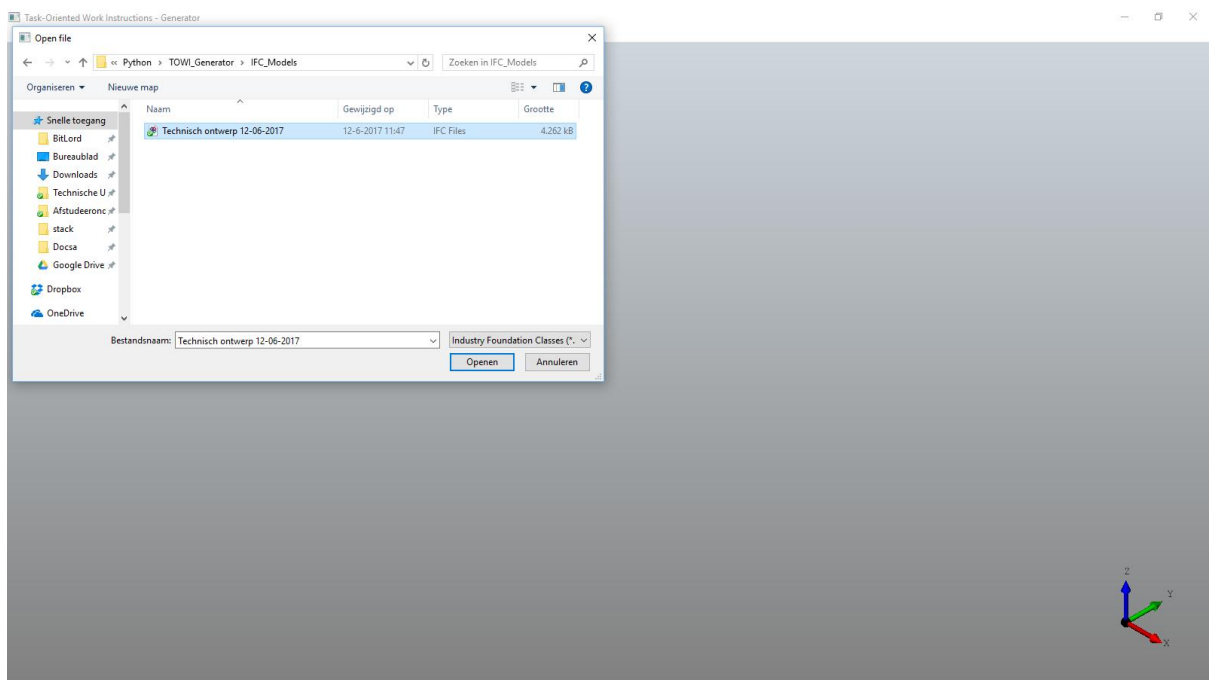 Task-Oriented Work Instructions - Generator
Open file
« Python › TOWI_Generator › IFC_Models
Zoeken in IFC_Models
Organiseren
Nieuwe map
Naam
Gewijzigd op
Type
Grootte
Snelle toegang
Technisch ontwerp 12-06-2017
12-6-2017 11:47
IFC Files
4.262 kB
BitLord
Bureaublad
Downloads
Technische U
Afstudeeronc
stack
Docsa
Google Drive
Dropbox
OneDrive
Bestandsnaam:
Technisch ontwerp 12-06-2017
Industry Foundation Classes (*.
Openen
Annuleren
Z
Y
X